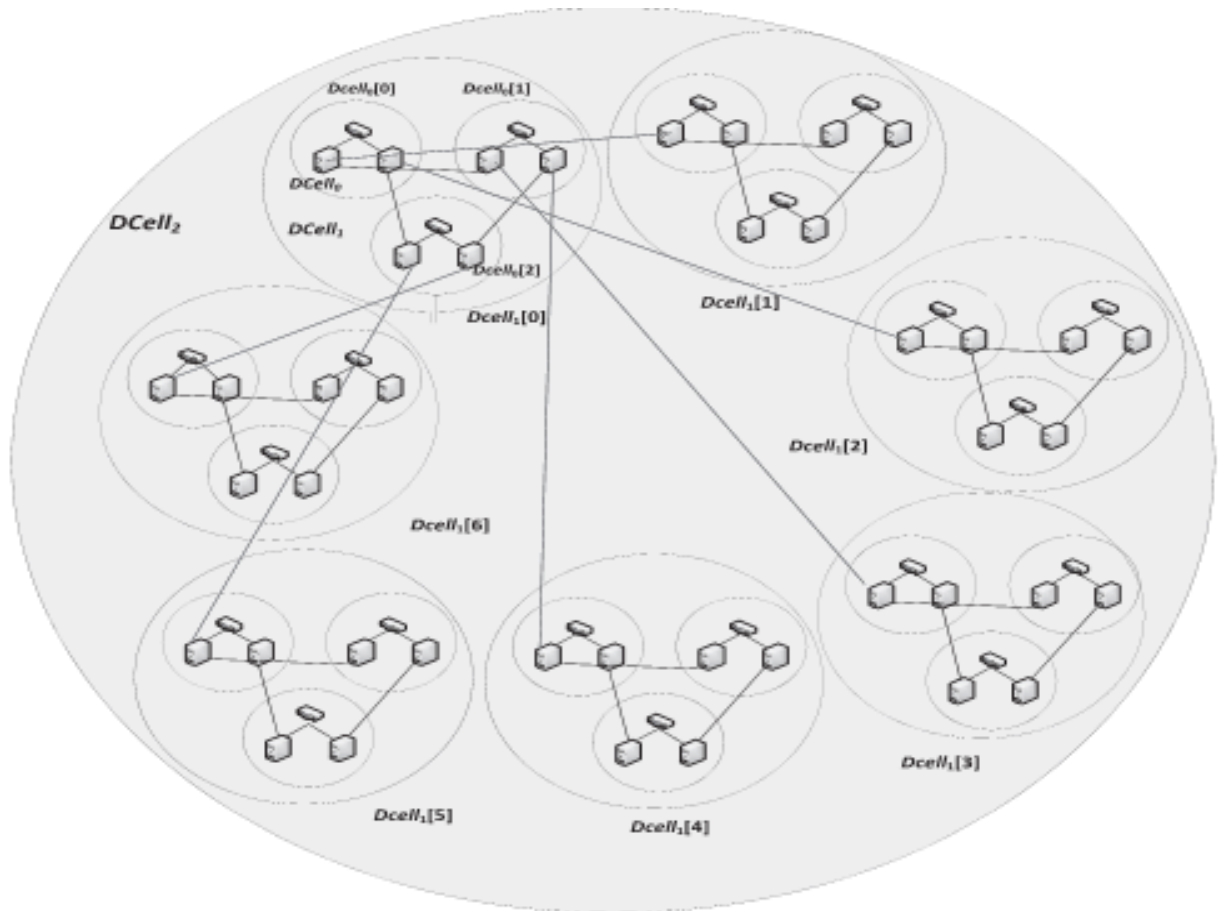 Dcell₀[0]
Dcell₀[1]
DCell₀
DCell₂
DCell₁
Dcell₀[2]
Dcell₁[1]
Dcell₁[0]
Dcell₁[2]
Dcell₁[6]
Dcell₁[3]
Dcell₁[5]
Dcell₁[4]